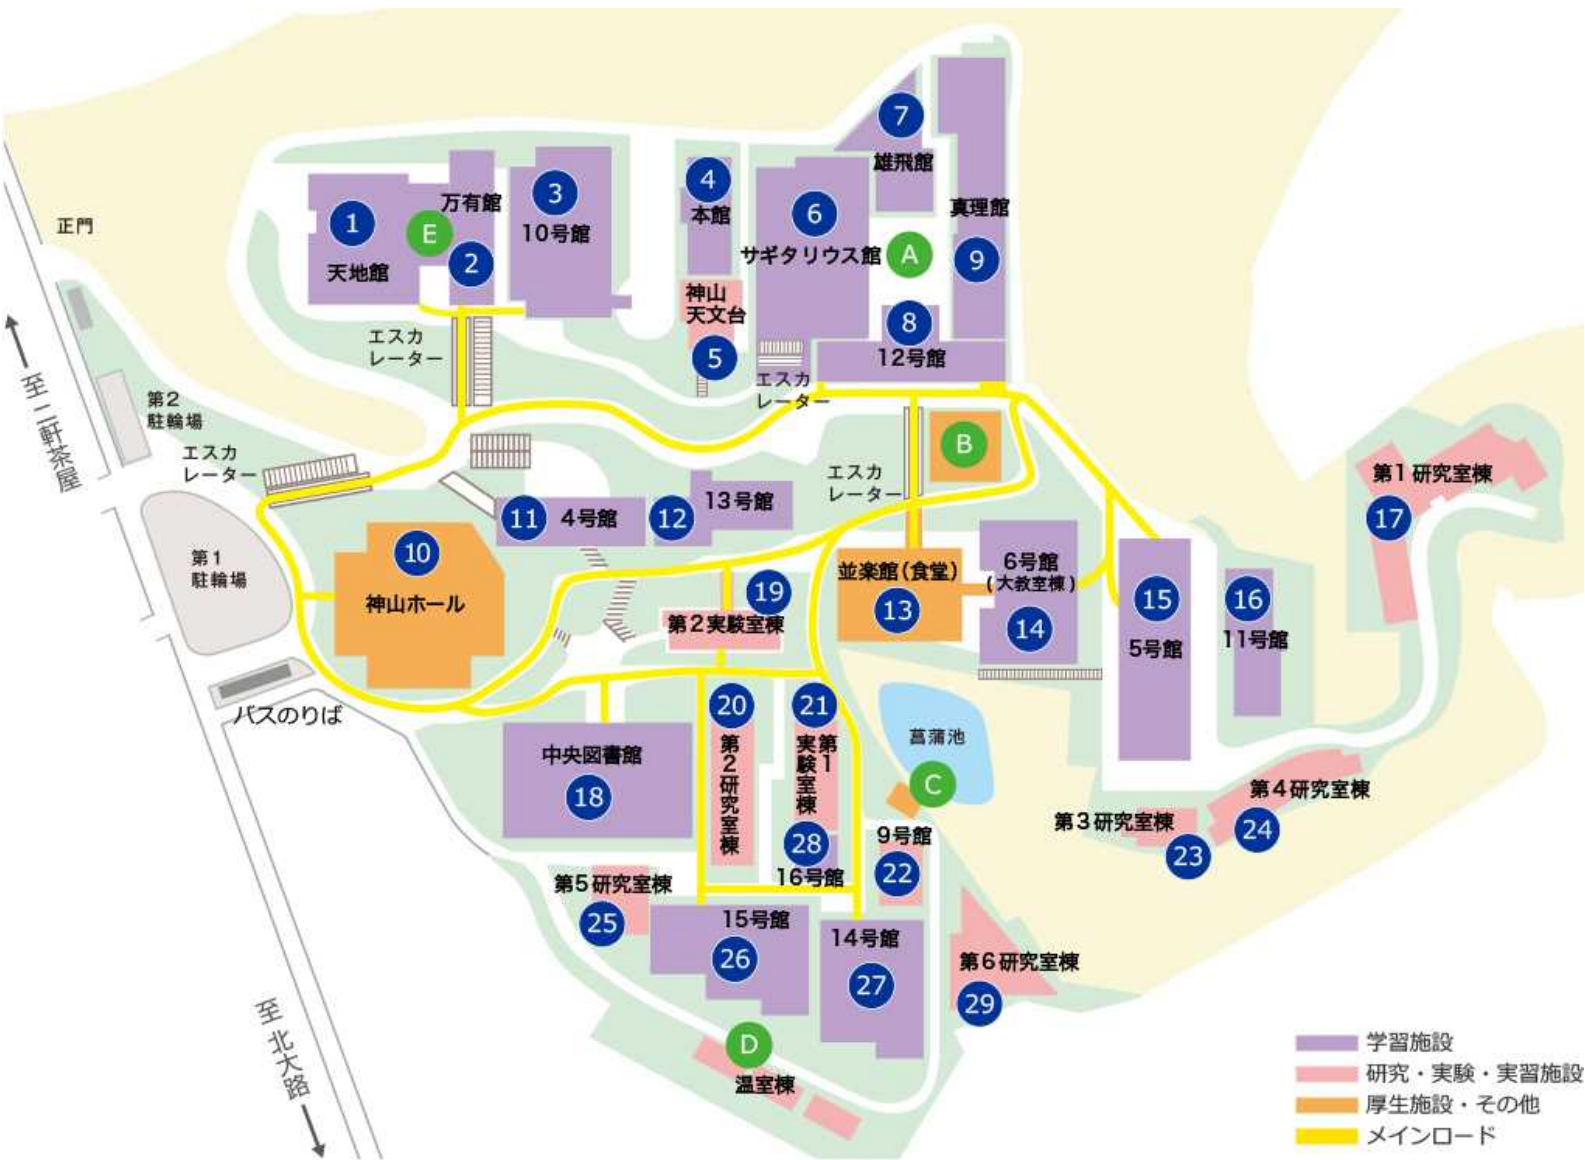 正門
1
天地館
E
万有館
2
3
10号館
4
本館
神山
天文台
5
6
サギタリウス館
7
雄飛館
A
真理館
9
8
12号館
エスカ
レーター
エスカ
レーター
至 二軒茶屋
第2
駐輪場
エスカ
レーター
エスカ
レーター
B
第1
駐輪場
10
神山ホール
11
4号館
12
13号館
並楽館(食堂)
13
6号館
(大教室棟)
14
15
5号館
16
11号館
第1研究室棟
17
19
第2実験室棟
バスのりば
中央図書館
18
20
第2研究室棟
21
第1
実験室棟
28
16号館
菖蒲池
C
9号館
22
第3研究室棟
23
第4研究室棟
24
第5研究室棟
25
15号館
26
14号館
27
第6研究室棟
29
D
温室棟
至 北大路
学習施設
研究・実験・実習施設
厚生施設・その他
メインロード